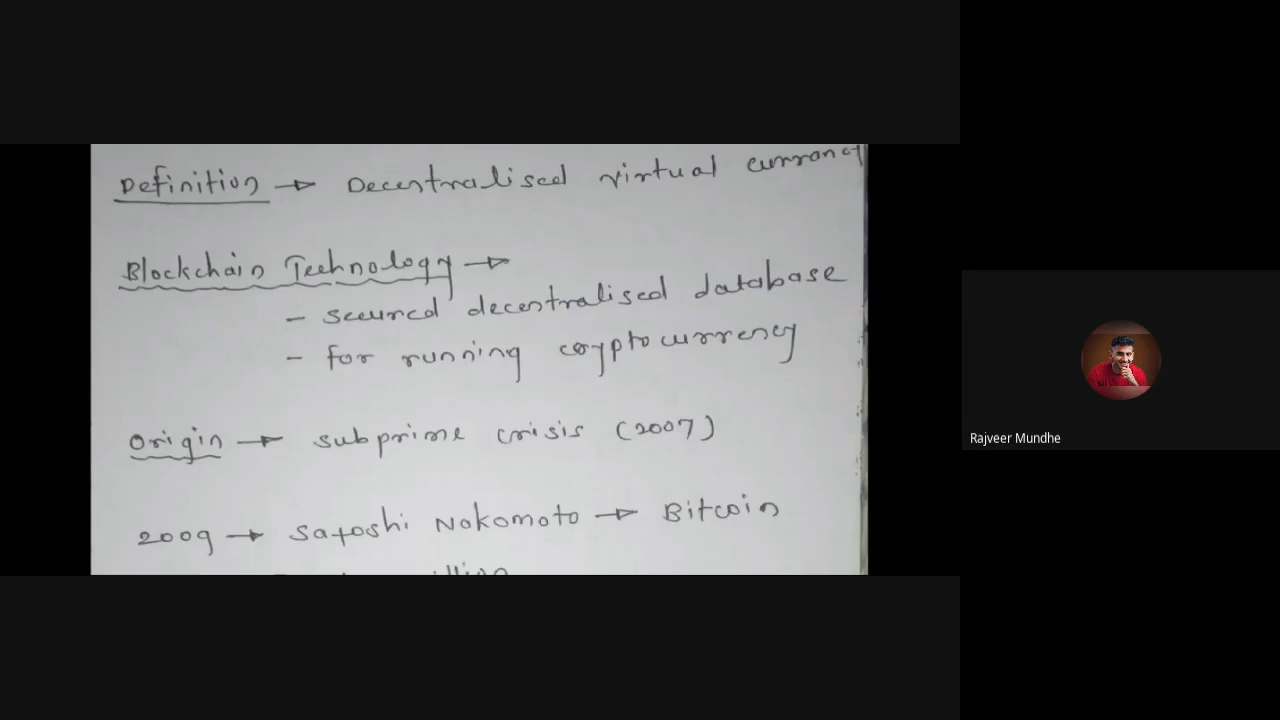 Definition → Decentralised virtual currancy
Blockchain Technology →
- secured decentralised database
- for running cryptocurrency
Origin → subprime crisis (2007)
2009 → Satoshi Nokomoto → Bitcoin
Rajveer Mundhe